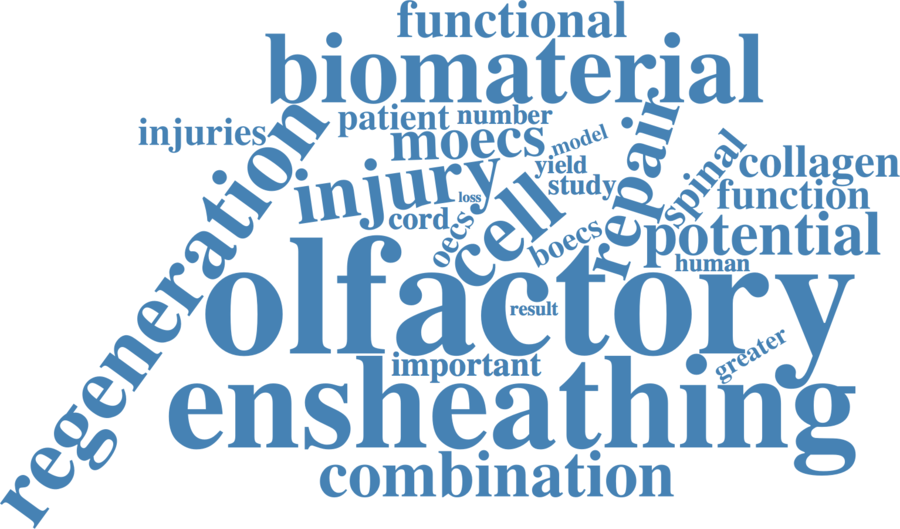 functional
biomaterial
patient
number
injuries
moecs
model
regeneration
injury
loss
yield
study
repair
spinal
collagen
function
cord
oecs
cell
boecs
potential
human
olfactory
result
important
greater
ensheathing
combination